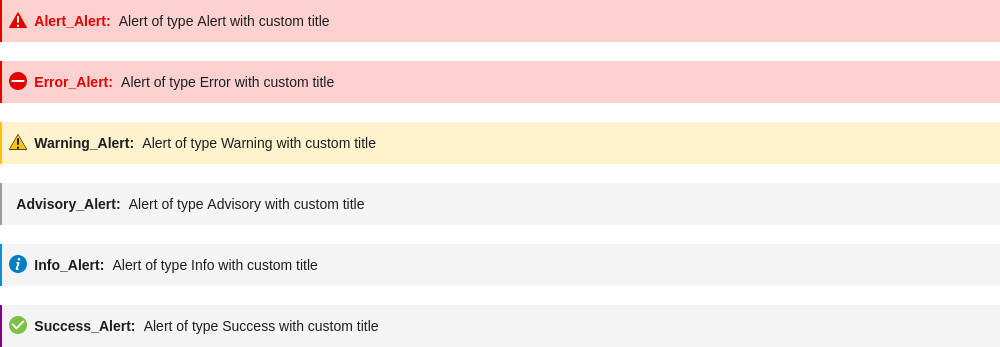 Alert_Alert: Alert of type Alert with custom title
Error_Alert: Alert of type Error with custom title
Warning_Alert: Alert of type Warning with custom title
Advisory_Alert: Alert of type Advisory with custom title
Info_Alert: Alert of type Info with custom title
Success_Alert: Alert of type Success with custom title